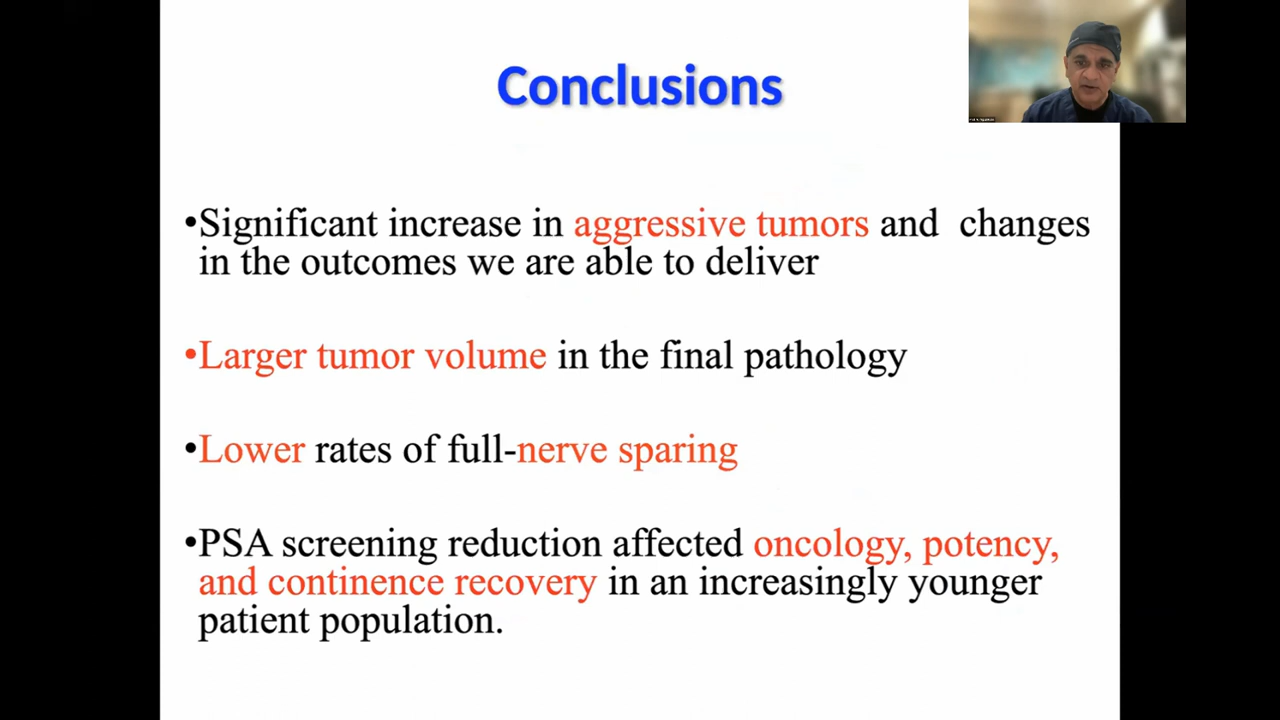 Conclusions
•Significant increase in aggressive tumors and  changes
in the outcomes we are able to deliver
•Larger tumor volume in the final pathology
•Lower rates of full-nerve sparing
•PSA screening reduction affected oncology, potency,
and continence recovery in an increasingly younger
patient population.